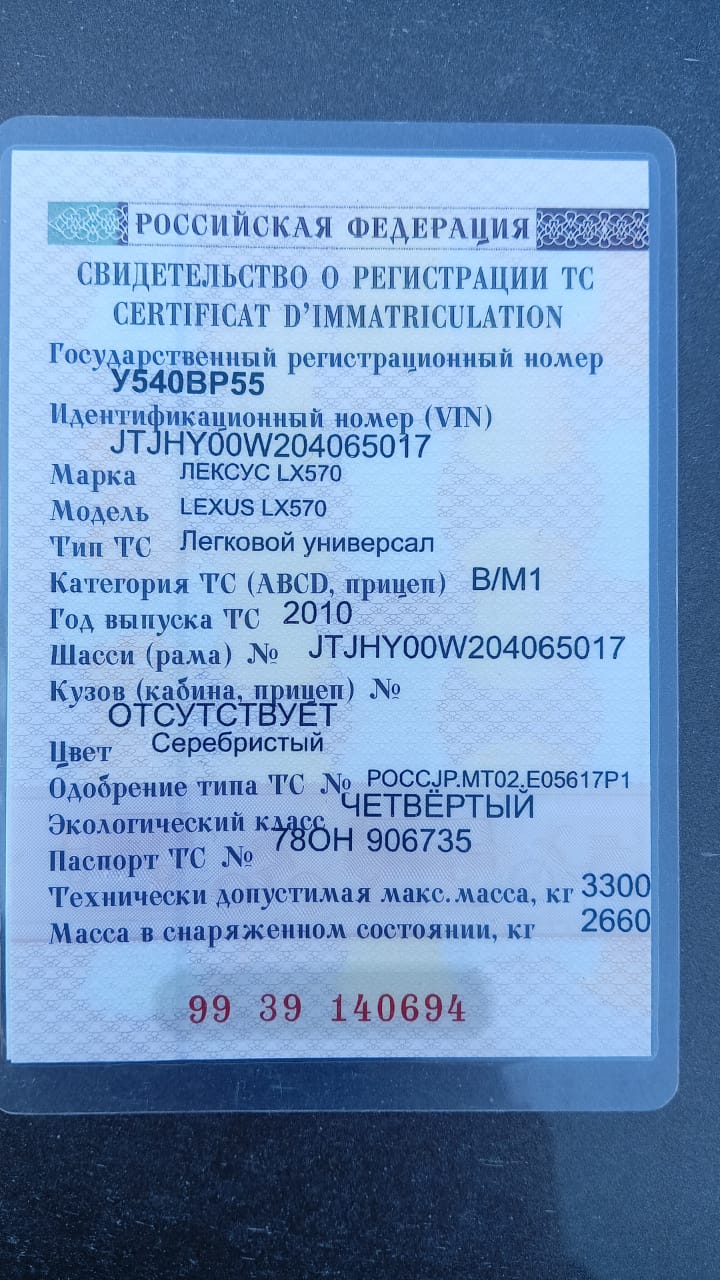 РОССИЙСКАЯ ФЕДЕРАЦИЯ
СВИДЕТЕЛЬСТВО О РЕГИСТРАЦИИ ТС
CERTIFICAT D'IMMATRICULATION
Государственный регистрационный номер
У540ВР55
Идентификационный номер (VIN)
JTJHY00W204065017
Марка ЛЕКСУС LX570
Модель LEXUS LX570
Тип ТС Легковой универсал
Категория ТС (ABCD, прицеп) B/M1
Год выпуска ТС 2010
Шасси (рама) № JTJHY00W204065017
Кузов (кабина, прицеп) №
ОТСУТСТВУЕТ
Цвет Серебристый
Одобрение типа ТС № РОССJP.MT02.E05617P1
Экологический класс ЧЕТВЁРТЫЙ
Паспорт ТС № 78ОН 906735
Технически допустимая макс.масса, кг 3300
Масса в снаряженном состоянии, кг 2660
99 39 140694